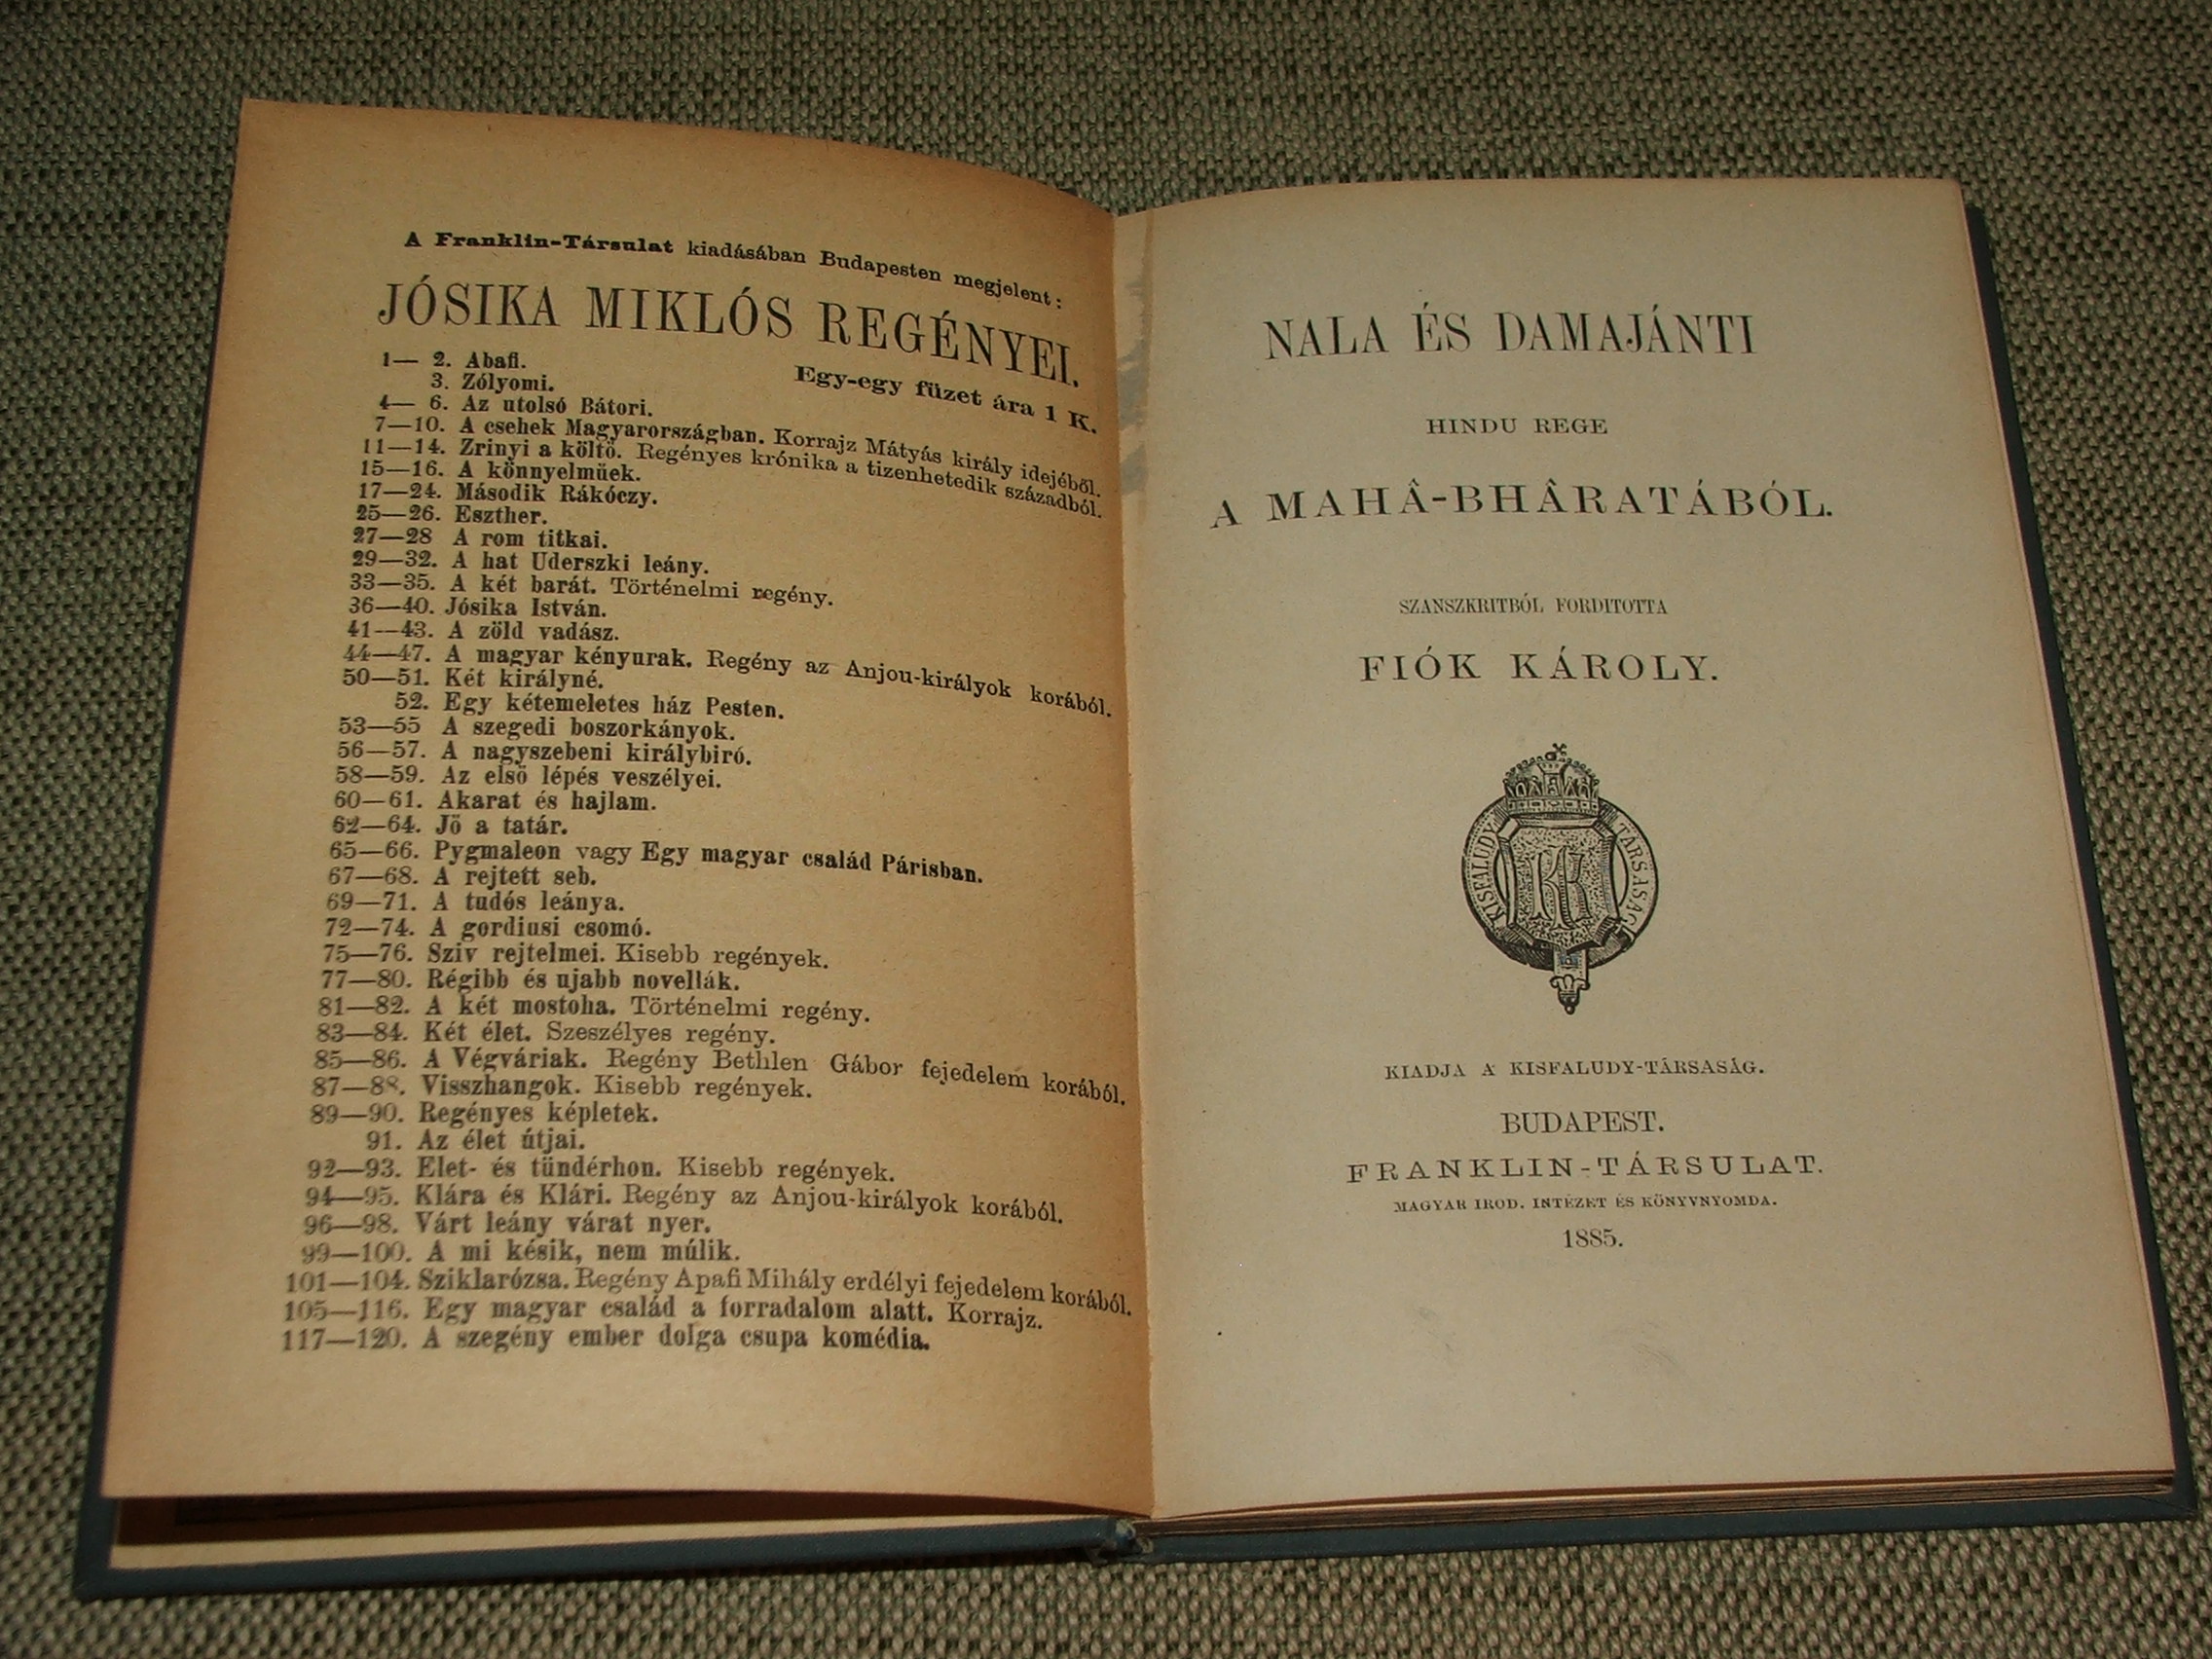 A Franklin-Társulat kiadásában Budapesten megjelent:
JÓSIKA MIKLÓS REGÉNYEI.
Egy-egy füzet ára 1 K.
1— 2. Abafi.
3. Zólyomi.
4— 6. Az utolsó Bátori.
7—10. A csehek Magyarországban. Korrajz Mátyás király idejéből.
11—14. Zrinyi a költő. Regényes krónika a tizenhetedik századból.
15—16. A könnyelműek.
17—24. Második Rákóczy.
25—26. Eszther.
27—28 A rom titkai.
29—32. A hat Uderszki leány.
33—35. A két barát. Történelmi regény.
36—40. Jósika István.
41—43. A zöld vadász.
44—47. A magyar kényurak. Regény az Anjou-királyok korából.
50—51. Két királyné.
52. Egy kétemeletes ház Pesten.
53—55 A szegedi boszorkányok.
56—57. A nagyszebeni királybiró.
58—59. Az első lépés veszélyei.
60—61. Akarat és hajlam.
62—64. Jő a tatár.
65—66. Pygmaleon vagy Egy magyar család Párisban.
67—68. A rejtett seb.
69—71. A tudós leánya.
72—74. A gordiusi csomó.
75—76. Sziv rejtelmei. Kisebb regények.
77—80. Régibb és ujabb novellák.
81—82. A két mostoha. Történelmi regény.
83—84. Két élet. Szeszélyes regény.
85—86. A Végváriak. Regény Bethlen Gábor fejedelem korából.
87—88. Visszhangok. Kisebb regények.
89—90. Regényes képletek.
91. Az élet útjai.
92—93. Elet- és tündérhon. Kisebb regények.
94—95. Klára és Klári. Regény az Anjou-királyok korából.
96—98. Várt leány várat nyer.
99—100. A mi késik, nem múlik.
101—104. Sziklarózsa. Regény Apafi Mihály erdélyi fejedelem korából.
105—116. Egy magyar család a forradalom alatt. Korrajz.
117—120. A szegény ember dolga csupa komédia.
NALA ÉS DAMAJÁNTI
HINDU REGE
A MAHÂ-BHÂRATÁBÓL.
SZANSZKRITBÓL FORDITOTTA
FIÓK KÁROLY.
KISFALUDY TÁRSASÁG
KIADJA A KISFALUDY-TÁRSASÁG.
BUDAPEST.
FRANKLIN-TÁRSULAT.
MAGYAR IROD. INTÉZET ÉS KÖNYVNYOMDA.
1885.